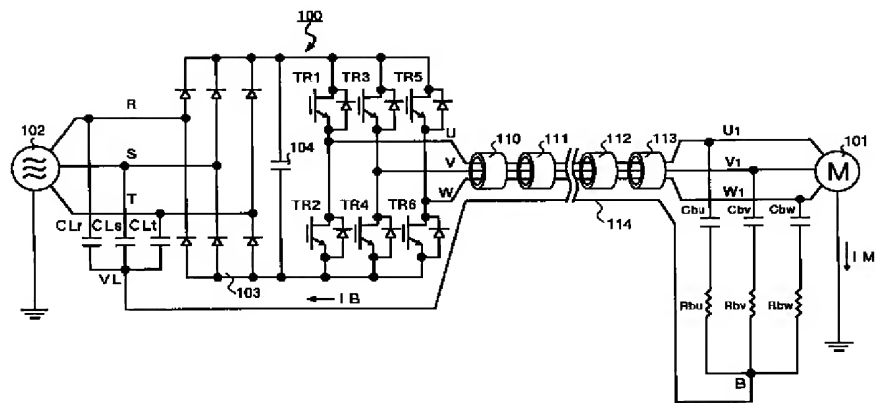 100
TR1 TR3 TR5
102 R 110 111 112 113 U1 101
S 104 U V1
V M
T W W1
CLr CLs CLt TR2 TR4 TR6 114 Cbu Cbv Cbw
VL 103 I B I M
Rbu Rbv Rbw
B